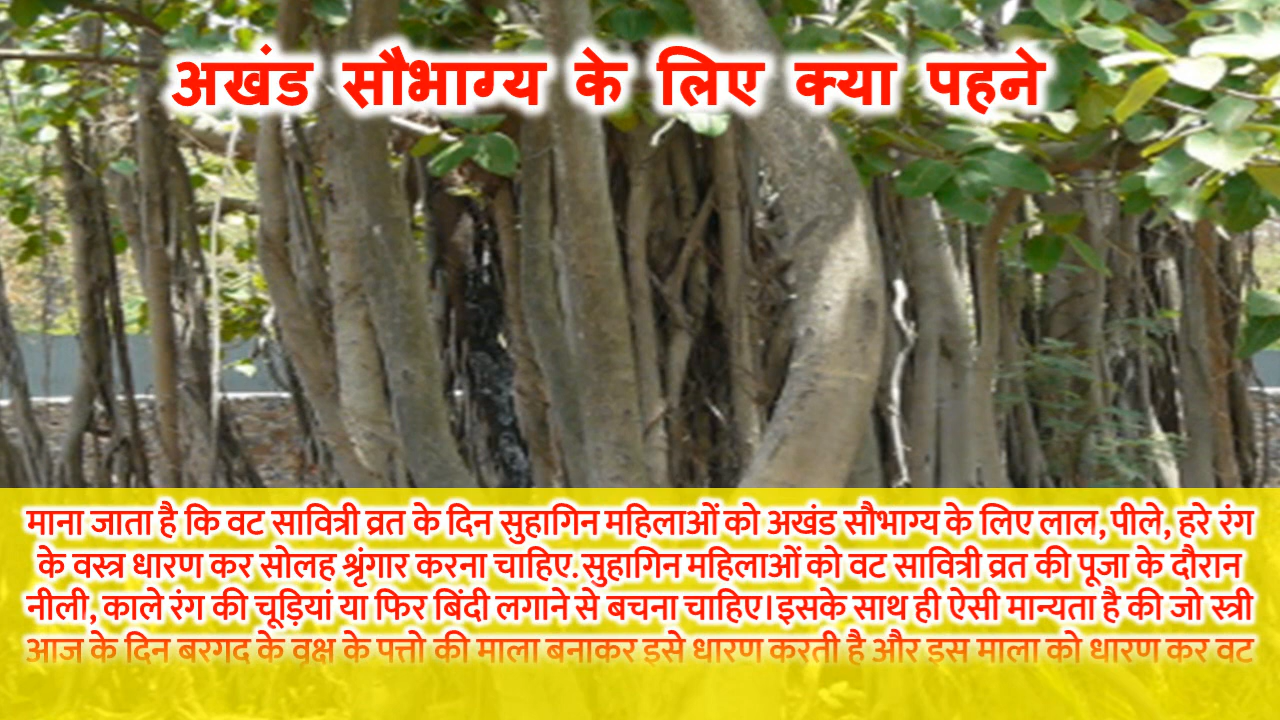 अखंड सौभाग्य के लिए क्या पहने
माना जाता है कि वट सावित्री व्रत के दिन सुहागिन महिलाओं को अखंड सौभाग्य के लिए लाल, पीले, हरे रंग
के वस्त्र धारण कर सोलह श्रृंगार करना चाहिए. सुहागिन महिलाओं को वट सावित्री व्रत की पूजा के दौरान
नीली, काले रंग की चूड़ियां या फिर बिंदी लगाने से बचना चाहिए। इसके साथ ही ऐसी मान्यता है की जो स्त्री
आज के दिन बरगद के वृक्ष के पत्तो की माला बनाकर इसे धारण करती है और इस माला को धारण कर वट